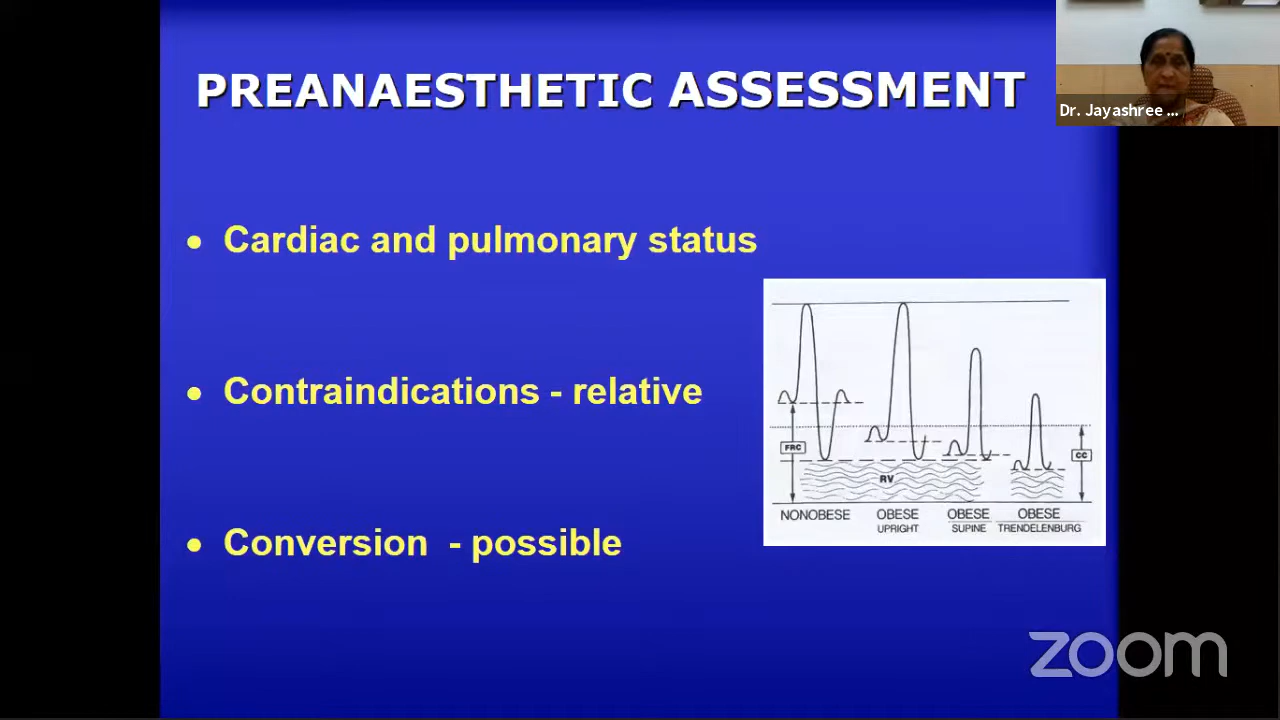 PREANAESTHETIC ASSESSMENT
Dr. Jayashree ...
• Cardiac and pulmonary status
• Contraindications - relative
• Conversion - possible
FRC
CC
RV
NONOBESE OBESE OBESE OBESE
UPRIGHT SUPINE TRENDELENBURG
zoom